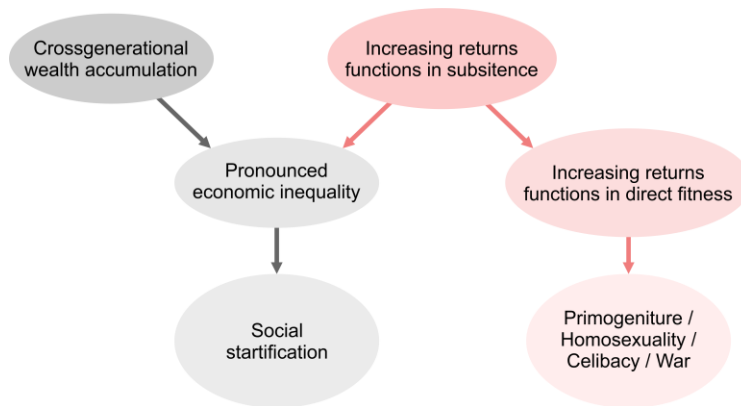 Crossgenerational
wealth accumulation
Increasing returns
functions in subsitence
Pronounced
economic inequality
Increasing returns
functions in direct fitness
Social
startification
Primogeniture /
Homosexuality /
Celibacy / War